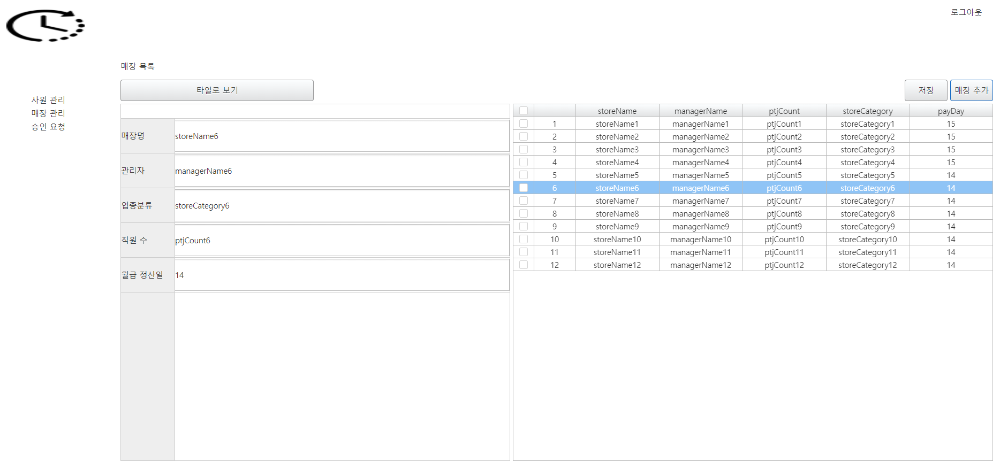 로그아웃
사원 관리
매장 관리
승인 요청
매장 목록
타일로 보기
저장 매장 추가
매장명 storeName6
관리자 managerName6
업종분류 storeCategory6
직원 수 ptjCount6
월급 정산일 14
storeName managerName ptjCount storeCategory payDay
1 storeName1 managerName1 ptjCount1 storeCategory1 15
2 storeName2 managerName2 ptjCount2 storeCategory2 15
3 storeName3 managerName3 ptjCount3 storeCategory3 15
4 storeName4 managerName4 ptjCount4 storeCategory4 15
5 storeName5 managerName5 ptjCount5 storeCategory5 14
6 storeName6 managerName6 ptjCount6 storeCategory6 14
7 storeName7 managerName7 ptjCount7 storeCategory7 14
8 storeName8 managerName8 ptjCount8 storeCategory8 14
9 storeName9 managerName9 ptjCount9 storeCategory9 14
10 storeName10 managerName10 ptjCount10 storeCategory10 14
11 storeName11 managerName11 ptjCount11 storeCategory11 14
12 storeName12 managerName12 ptjCount12 storeCategory12 14